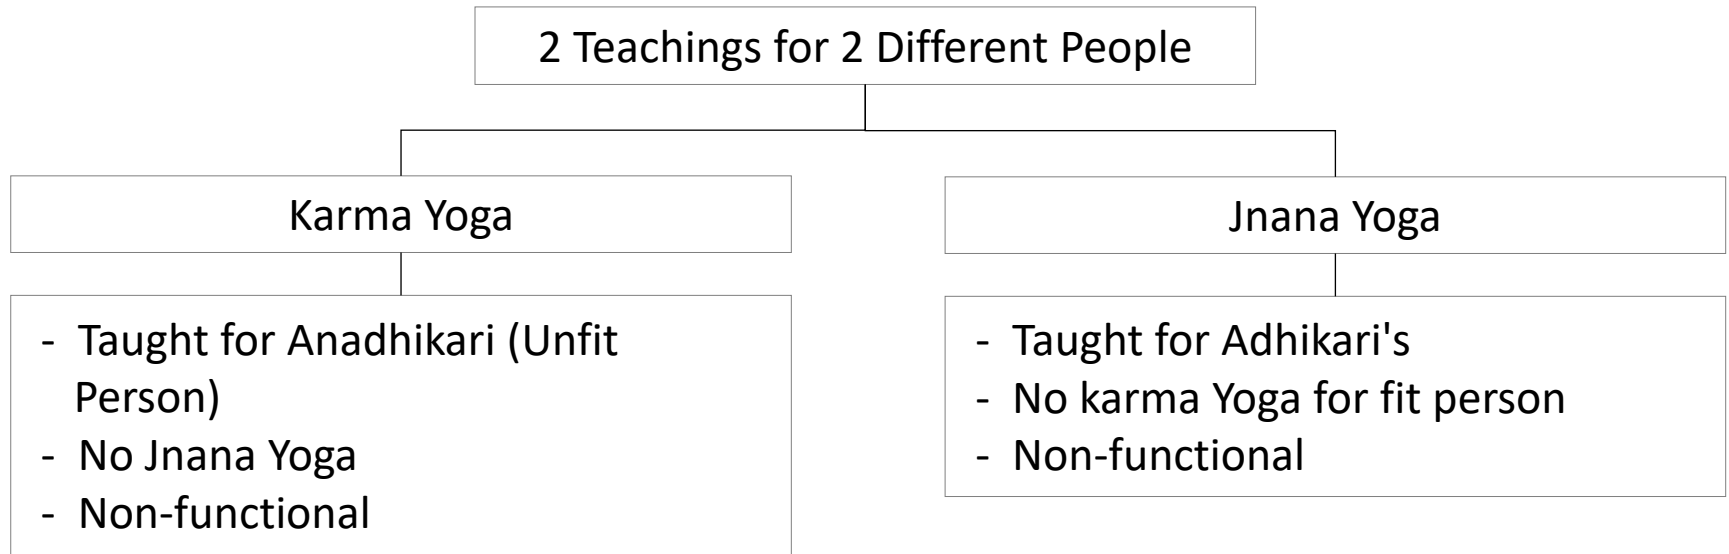 2 Teachings for 2 Different People
Karma Yoga
Jnana Yoga
- Taught for Anadhikari (Unfit
Person)
- No Jnana Yoga
- Non-functional
- Taught for Adhikari's
- No karma Yoga for fit person
- Non-functional